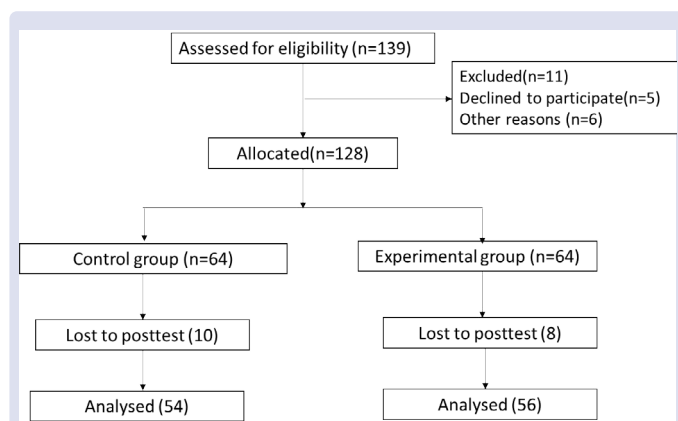 Assessed for eligibility (n=139)
Excluded(n=11)
Declined to participate(n=5)
Other reasons (n=6)
Allocated(n=128)
Control group (n=64)
Experimental group (n=64)
Lost to posttest (10)
Lost to posttest (8)
Analysed (54)
Analysed (56)